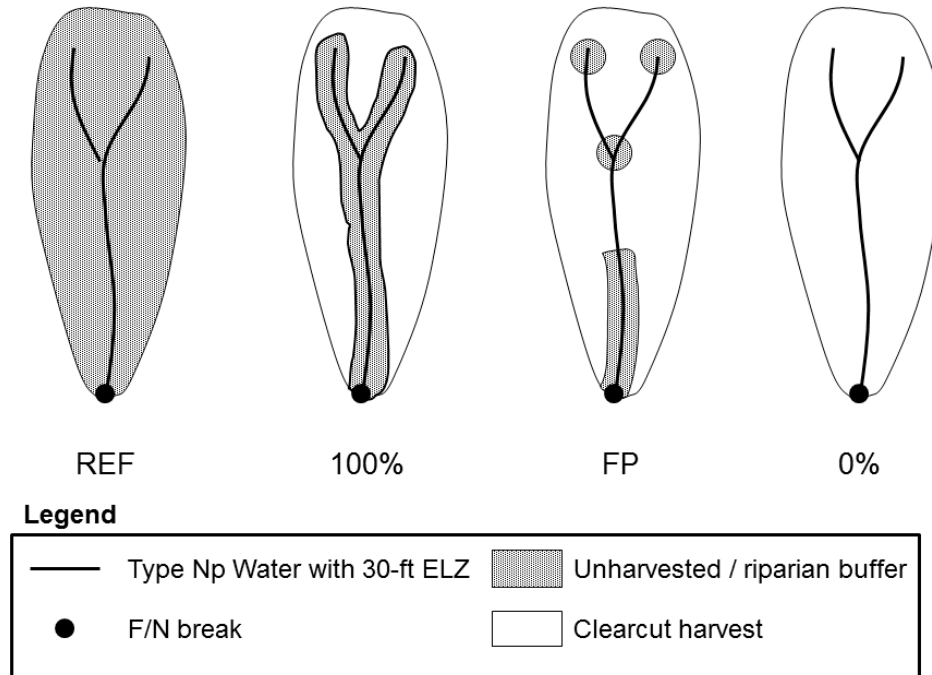 REF 100% FP 0%
Legend
Type Np Water with 30-ft ELZ Unharvested / riparian buffer
F/N break Clearcut harvest